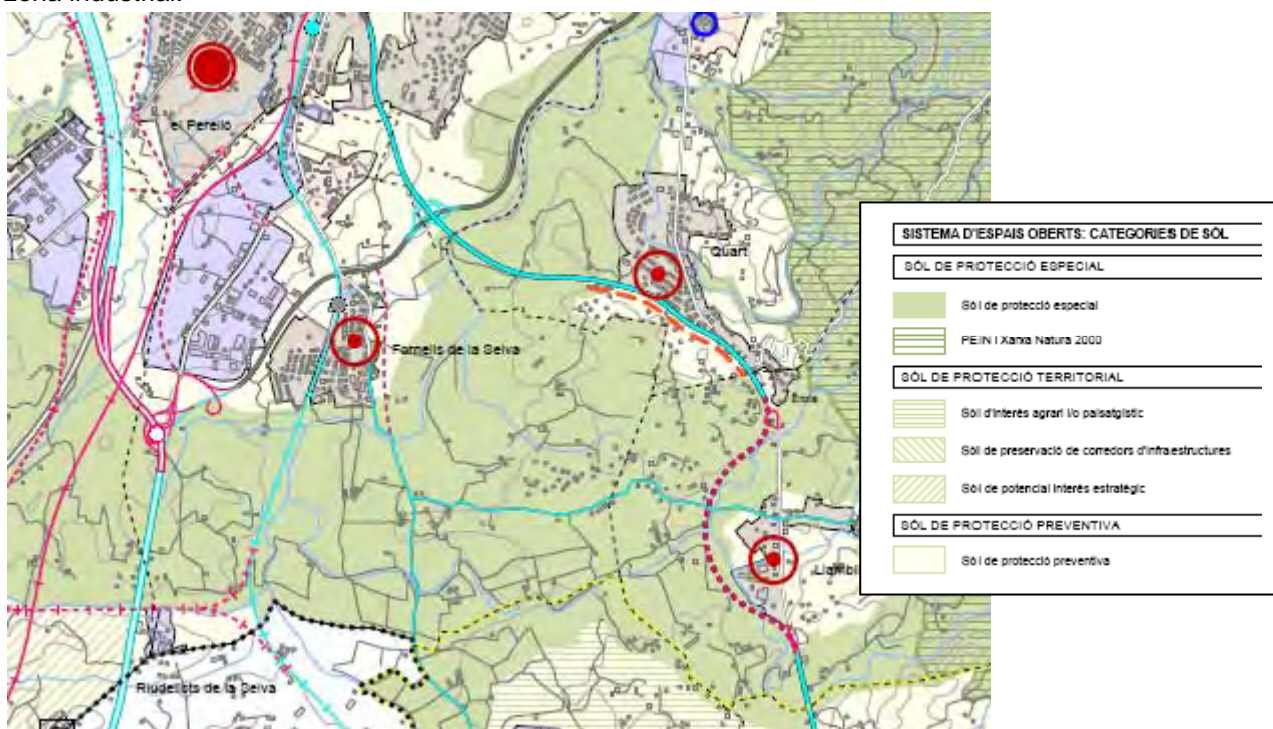 zona industrial.
el Perelló
Quart
Fornells de la Selva
Llambi
Riudellots de la Selva
SISTEMA D'ESPAIS OBERTS: CATEGORIES DE SÒL
SÒL DE PROTECCIÓ ESPECIAL
Sòl de protecció especial
PEIN i Xarxa Natura 2000
SÒL DE PROTECCIÓ TERRITORIAL
Sòl d'interès agrari i/o paisatgístic
Sòl de preservació de corredors d'infraestructures
Sòl de potencial interès estratègic
SÒL DE PROTECCIÓ PREVENTIVA
Sòl de protecció preventiva